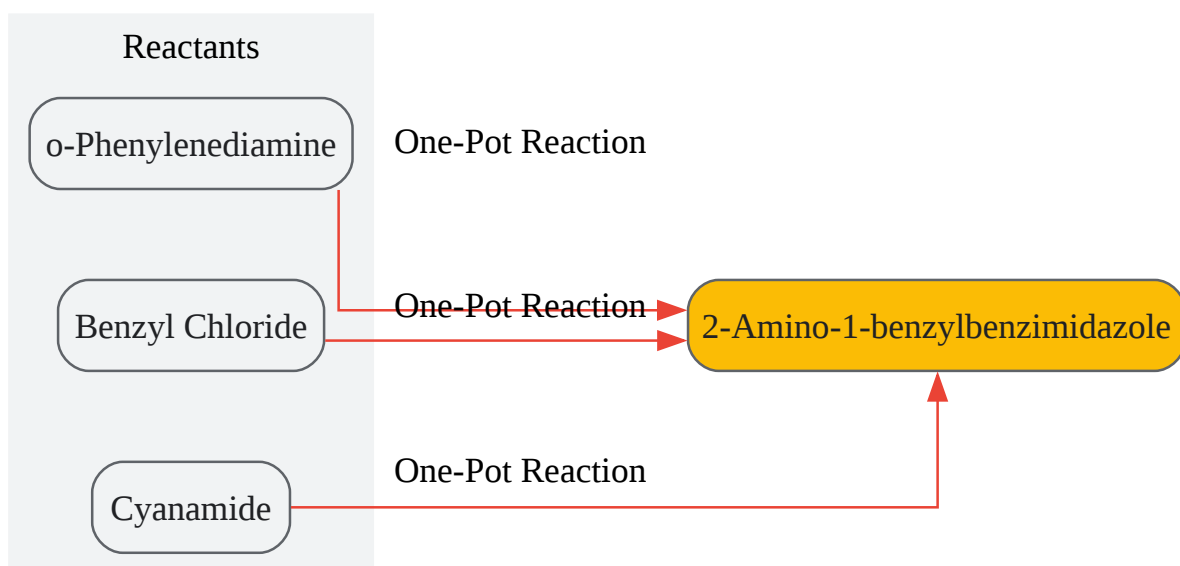 Reactants
o-Phenylenediamine
One-Pot Reaction
One-Pot Reaction
Benzyl Chloride
2-Amino-1-benzylbenzimidazole
One-Pot Reaction
Cyanamide